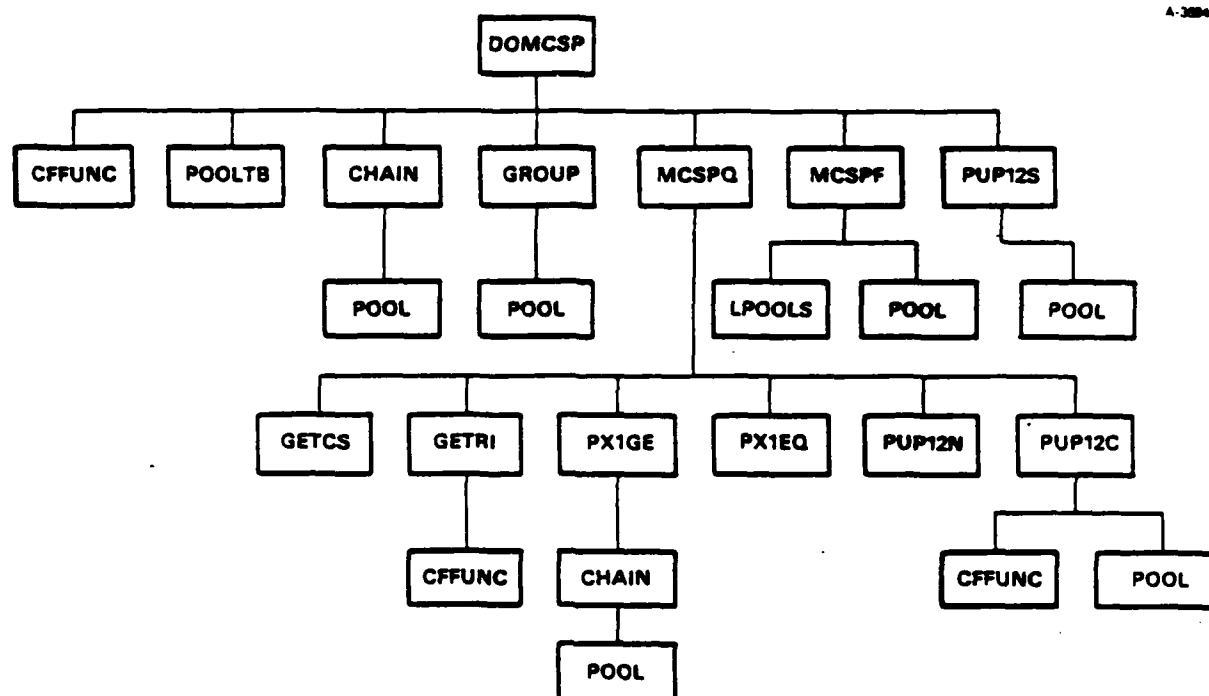 DOMCSP
CFFUNC POOLTB CHAIN GROUP MCSPQ MCSPF PUP12S
POOL POOL LPOOLS POOL POOL
GETCS GETRI PX1GE PX1EQ PUP12N PUP12C
CFFUNC CHAIN CFFUNC POOL
POOL